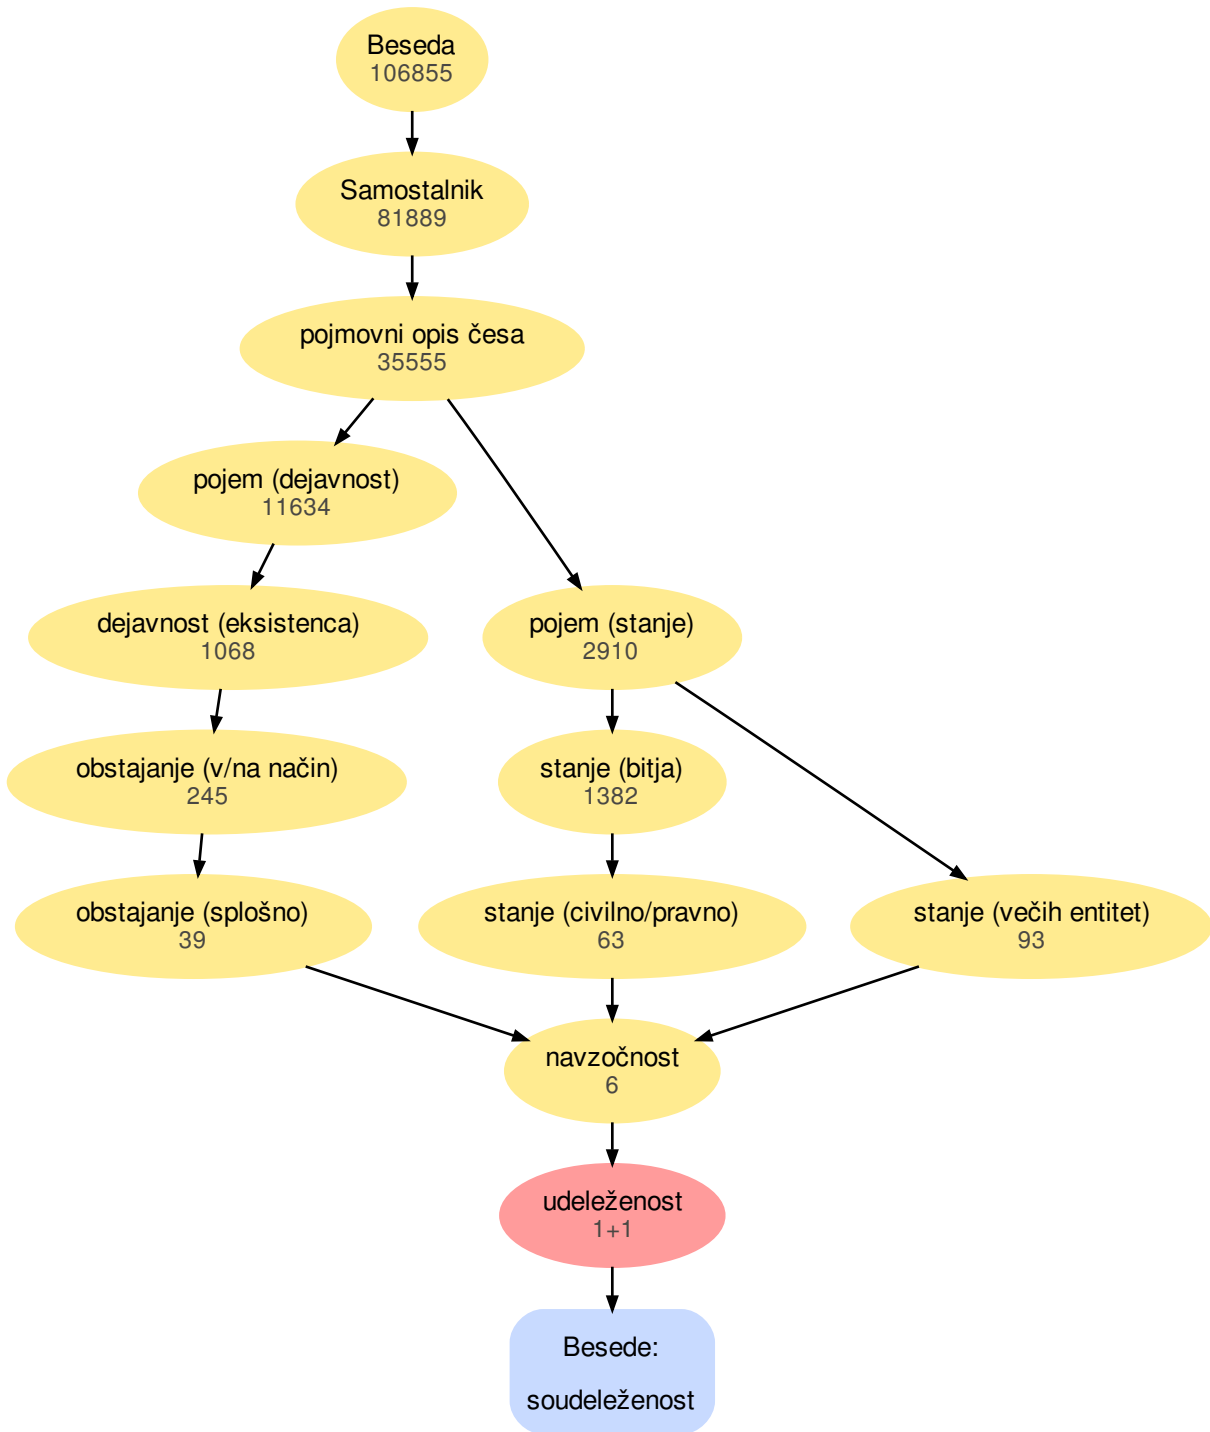 Beseda
106855
Samostalnik
81889
pojmovni opis česa
35555
pojem (dejavnost)
11634
dejavnost (eksistenca)
1068
pojem (stanje)
2910
obstajanje (v/na način)
245
stanje (bitja)
1382
obstajanje (splošno)
39
stanje (civilno/pravno)
63
stanje (večih entitet)
93
navzočnost
6
udeleženost
1+1
Besede:
soudeleženost